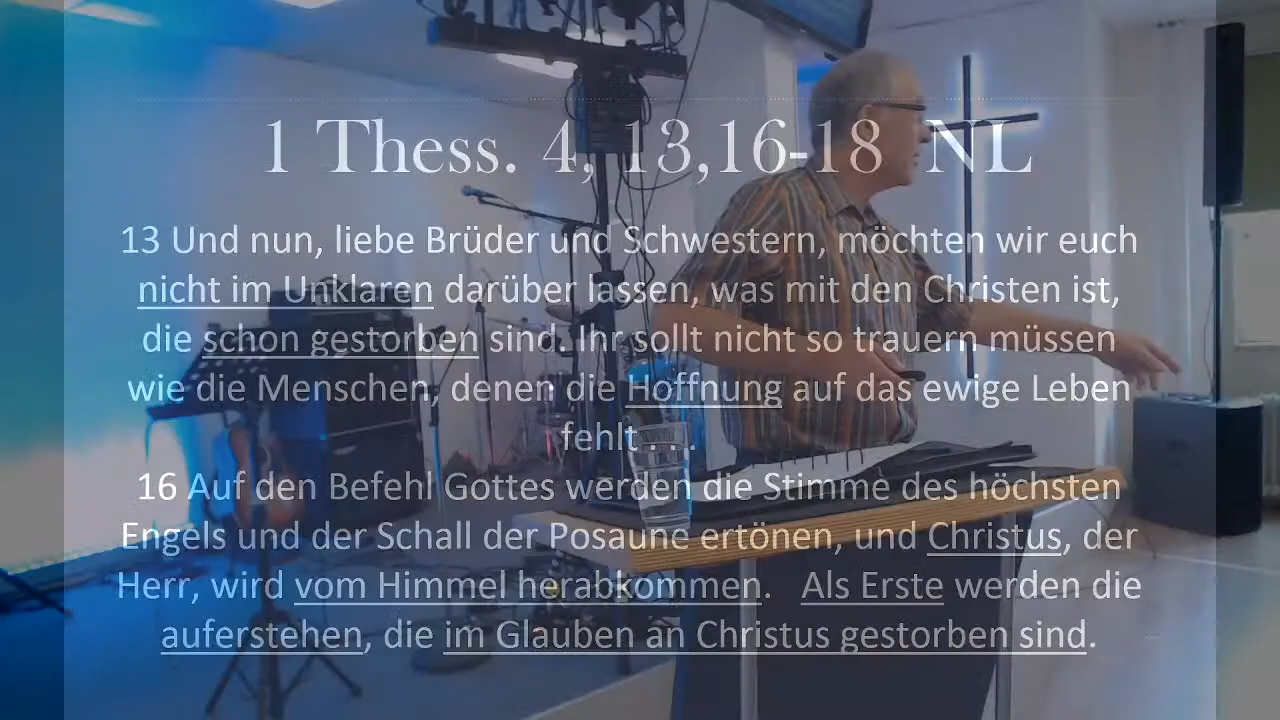 1 Thess. 4, 13,16-18 NL
13 Und nun, liebe Brüder und Schwestern, möchten wir euch
nicht im Unklaren darüber lassen, was mit den Christen ist,
die schon gestorben sind. Ihr sollt nicht so trauern müssen
wie die Menschen, denen die Hoffnung auf das ewige Leben
fehlt . . .
16 Auf den Befehl Gottes werden die Stimme des höchsten
Engels und der Schall der Posaune ertönen, und Christus, der
Herr, wird vom Himmel herabkommen. Als Erste werden die
auferstehen, die im Glauben an Christus gestorben sind.